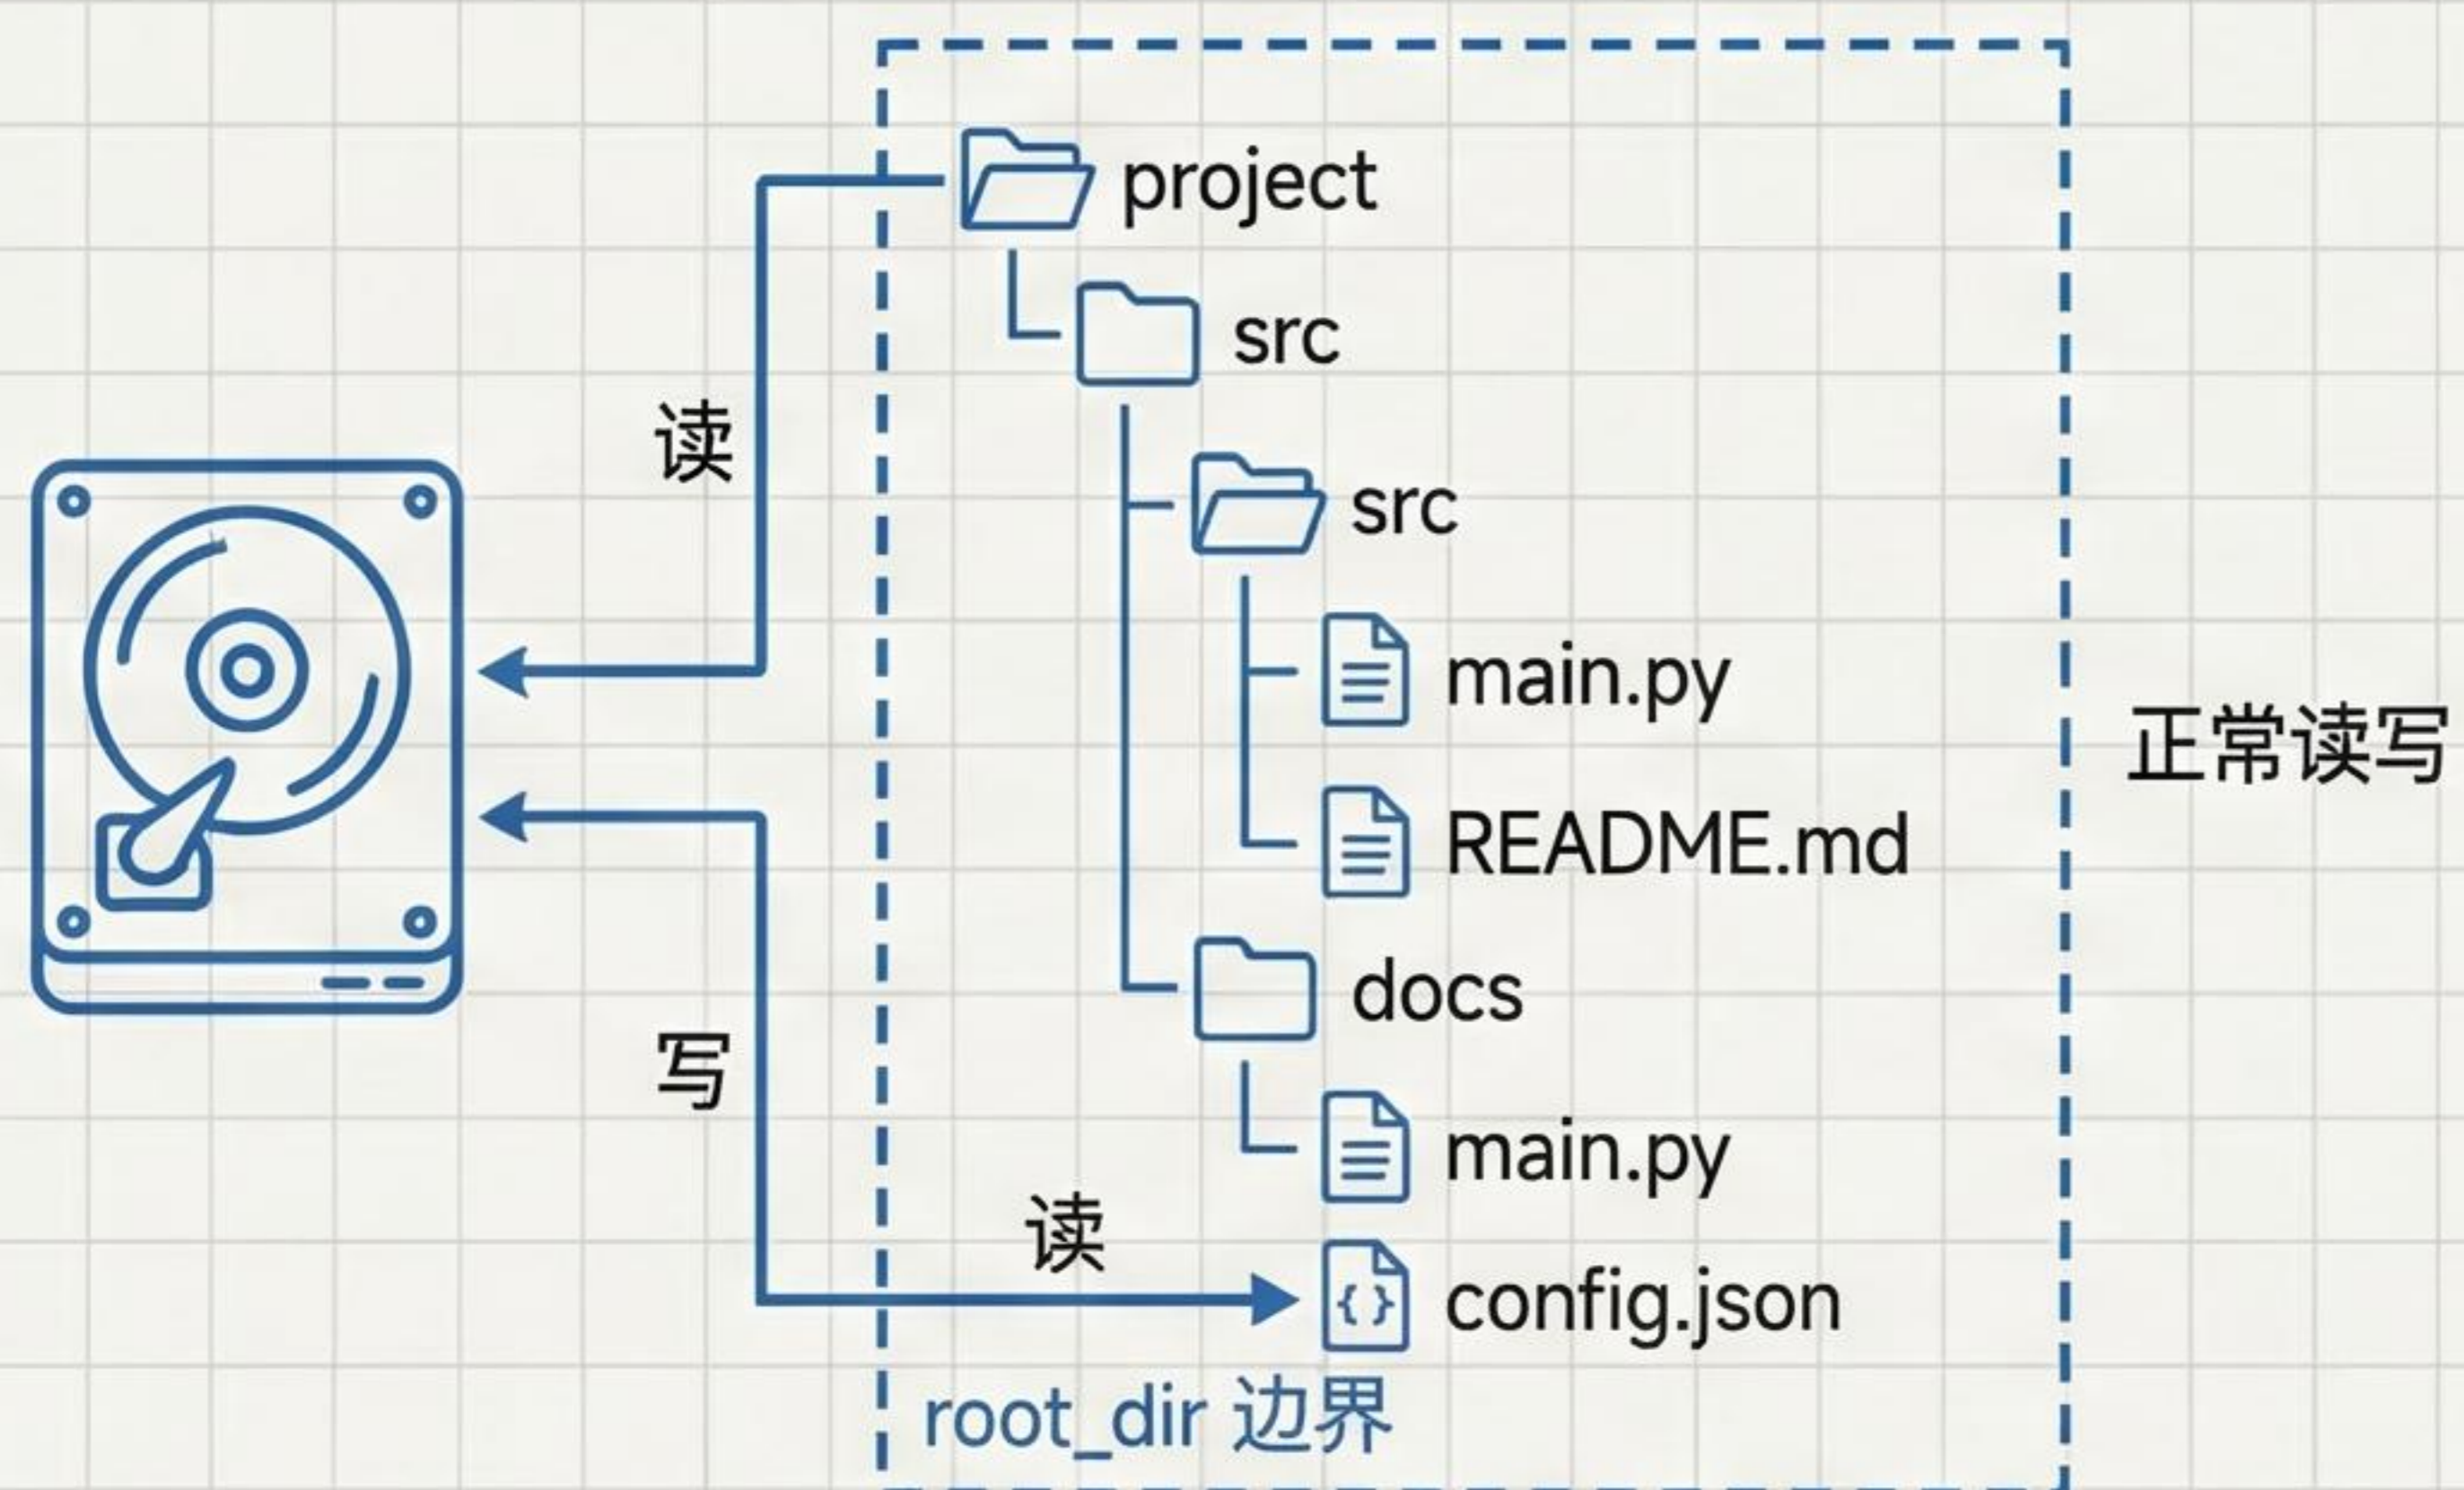 project
src
读
src
main.py
正常读写
README.md
docs
写
main.py
读
config.json
root_dir 边界